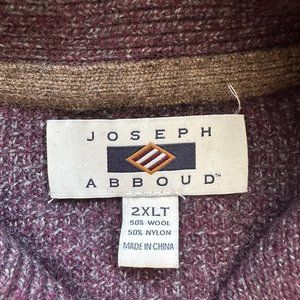 JOSEPH
ABBOUD™
2XLT
50% WOOL
50% NYLON
MADE IN CHINA